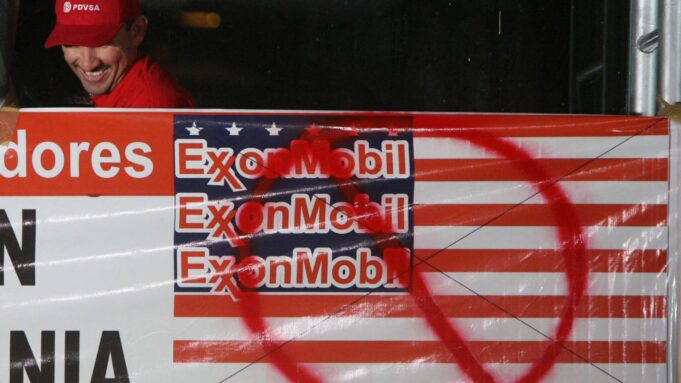 PDVSA
dores
ExxonMobil
ExxonMobil
ExxonMobil
N
NIA